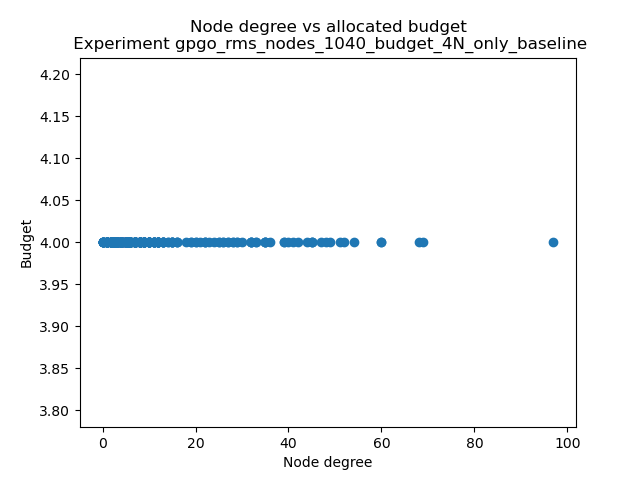 Node degree vs allocated budget
Experiment gpgo_rms_nodes_1040_budget_4N_only_baseline
4.20
4.15
4.10
4.05
4.00
3.95
3.90
3.85
3.80
Budget
0 20 40 60 80 100
Node degree